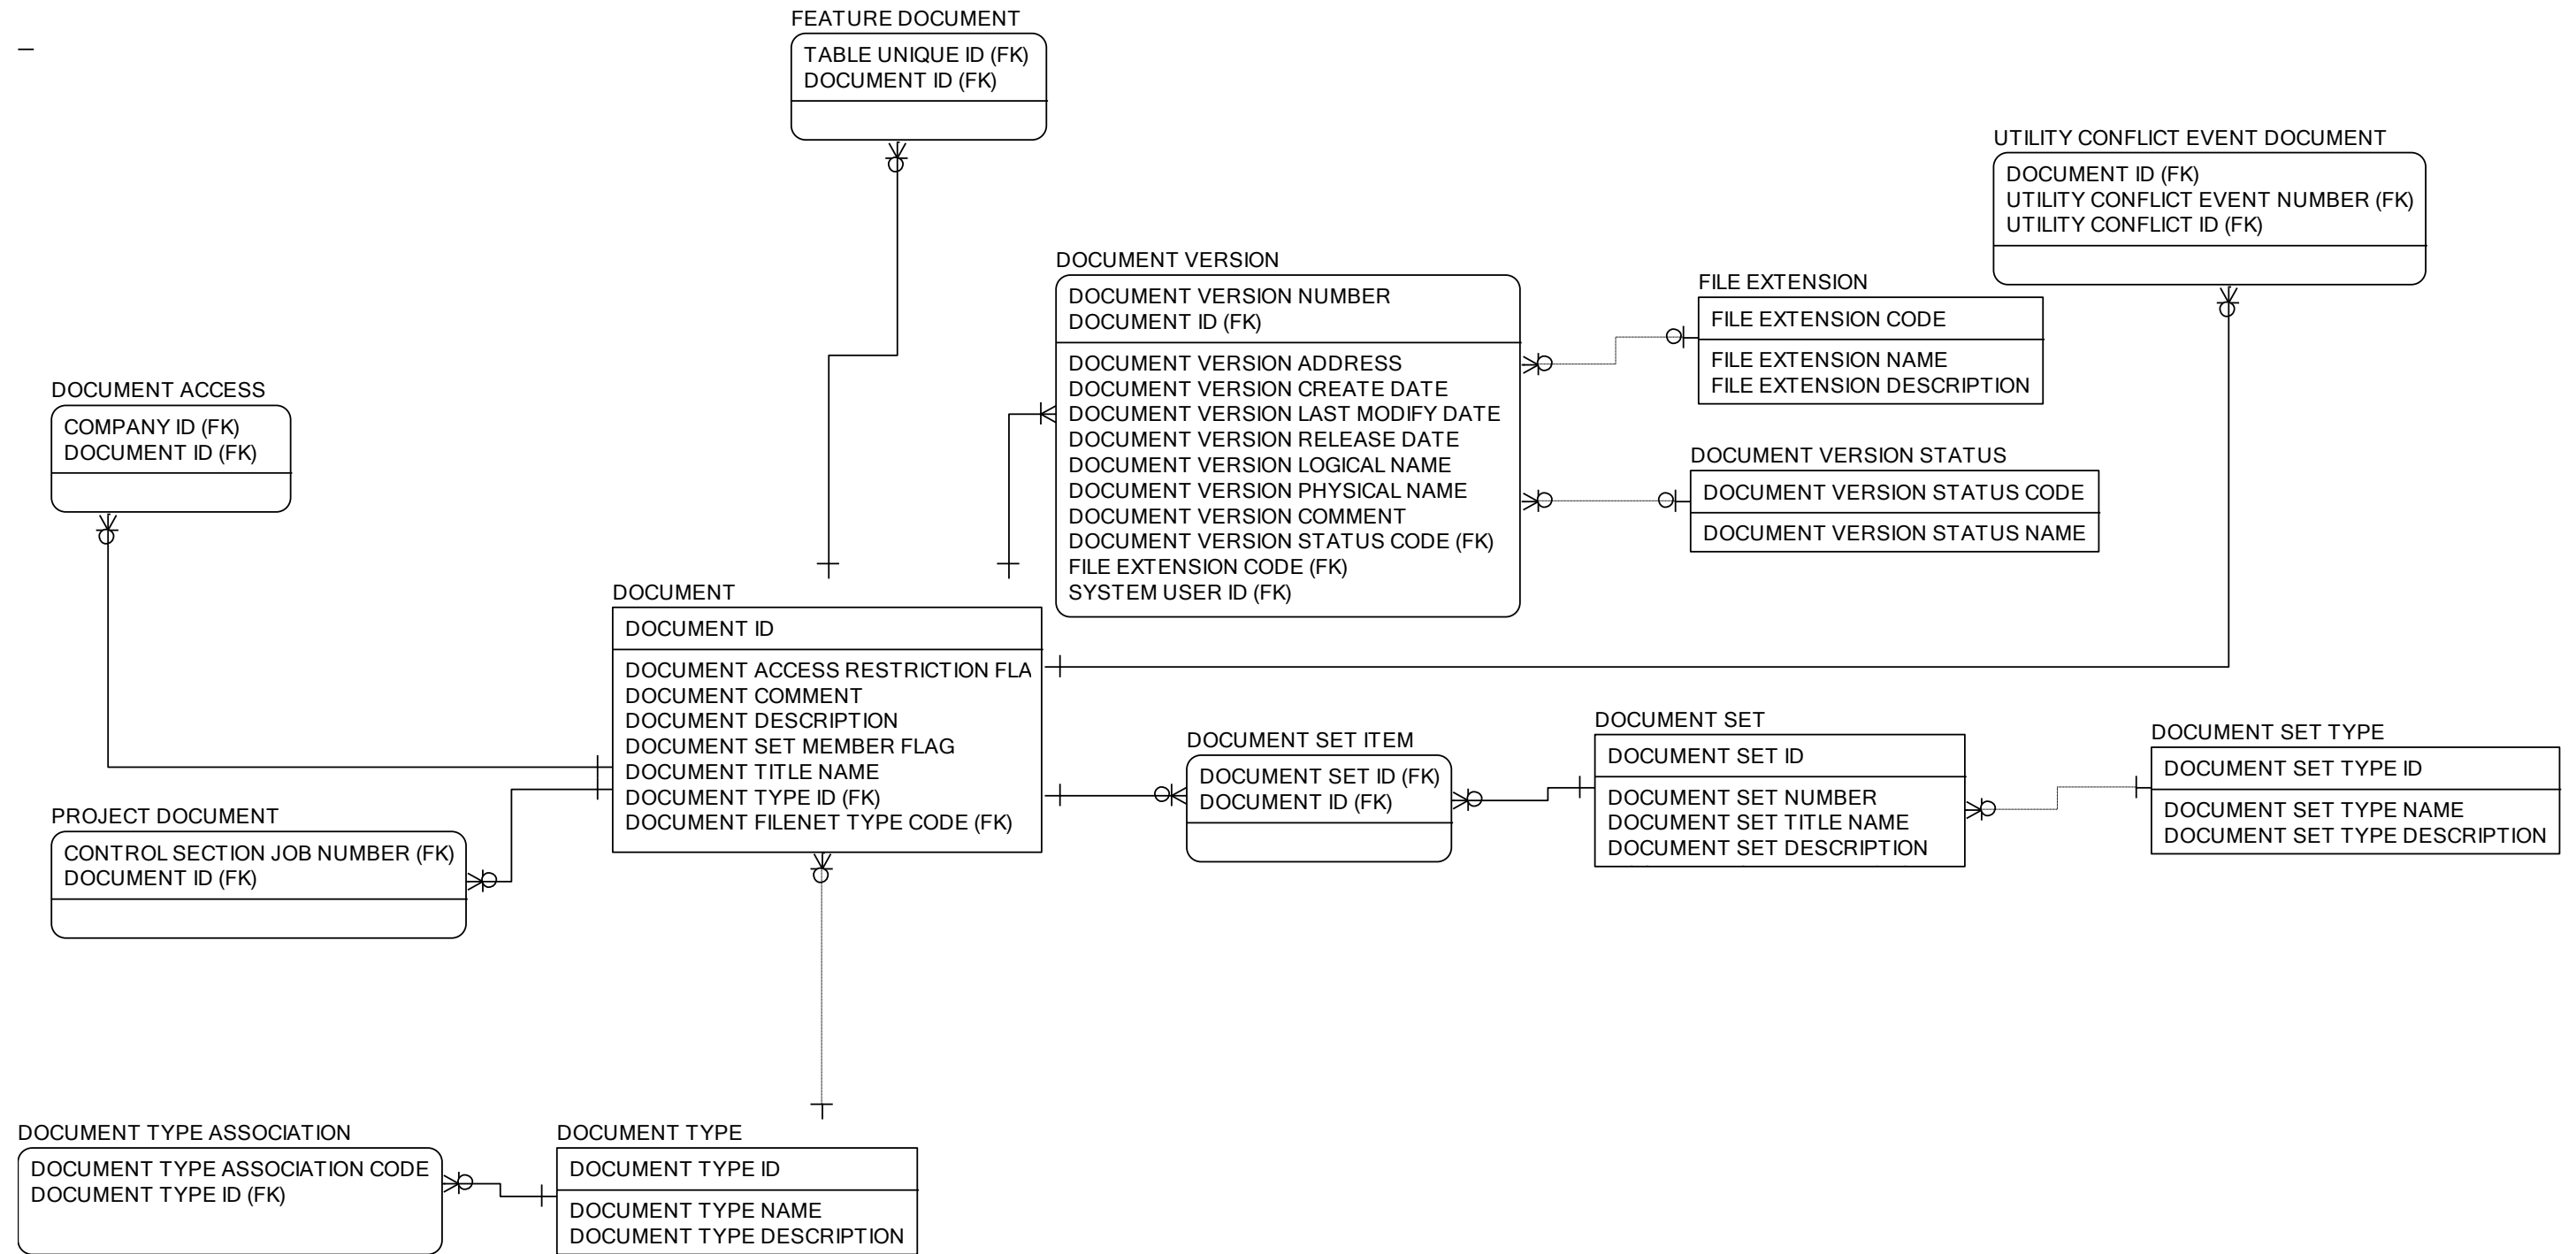 FEATURE DOCUMENT
TABLE UNIQUE ID (FK)
DOCUMENT ID (FK)
UTILITY CONFLICT EVENT DOCUMENT
DOCUMENT ID (FK)
UTILITY CONFLICT EVENT NUMBER (FK)
UTILITY CONFLICT ID (FK)
DOCUMENT VERSION
DOCUMENT VERSION NUMBER
DOCUMENT ID (FK)
DOCUMENT VERSION ADDRESS
DOCUMENT VERSION CREATE DATE
DOCUMENT VERSION LAST MODIFY DATE
DOCUMENT VERSION RELEASE DATE
DOCUMENT VERSION LOGICAL NAME
DOCUMENT VERSION PHYSICAL NAME
DOCUMENT VERSION COMMENT
DOCUMENT VERSION STATUS CODE (FK)
FILE EXTENSION CODE (FK)
SYSTEM USER ID (FK)
FILE EXTENSION
FILE EXTENSION CODE
FILE EXTENSION NAME
FILE EXTENSION DESCRIPTION
DOCUMENT VERSION STATUS
DOCUMENT VERSION STATUS CODE
DOCUMENT VERSION STATUS NAME
DOCUMENT ACCESS
COMPANY ID (FK)
DOCUMENT ID (FK)
DOCUMENT
DOCUMENT ID
DOCUMENT ACCESS RESTRICTION FLA
DOCUMENT COMMENT
DOCUMENT DESCRIPTION
DOCUMENT SET MEMBER FLAG
DOCUMENT TITLE NAME
DOCUMENT TYPE ID (FK)
DOCUMENT FILENET TYPE CODE (FK)
DOCUMENT SET ITEM
DOCUMENT SET ID (FK)
DOCUMENT ID (FK)
DOCUMENT SET
DOCUMENT SET ID
DOCUMENT SET NUMBER
DOCUMENT SET TITLE NAME
DOCUMENT SET DESCRIPTION
DOCUMENT SET TYPE
DOCUMENT SET TYPE ID
DOCUMENT SET TYPE NAME
DOCUMENT SET TYPE DESCRIPTION
PROJECT DOCUMENT
CONTROL SECTION JOB NUMBER (FK)
DOCUMENT ID (FK)
DOCUMENT TYPE ASSOCIATION
DOCUMENT TYPE ASSOCIATION CODE
DOCUMENT TYPE ID (FK)
DOCUMENT TYPE
DOCUMENT TYPE ID
DOCUMENT TYPE NAME
DOCUMENT TYPE DESCRIPTION